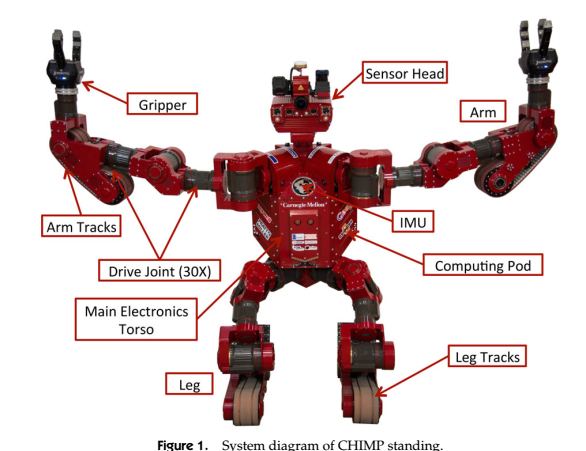 Sensor Head
Gripper
Arm
Arm Tracks
IMU
"Carnegie Mellon"
Drive Joint (30X)
Computing Pod
Main Electronics
Torso
Leg Tracks
Leg
Figure 1. System diagram of CHIMP standing.